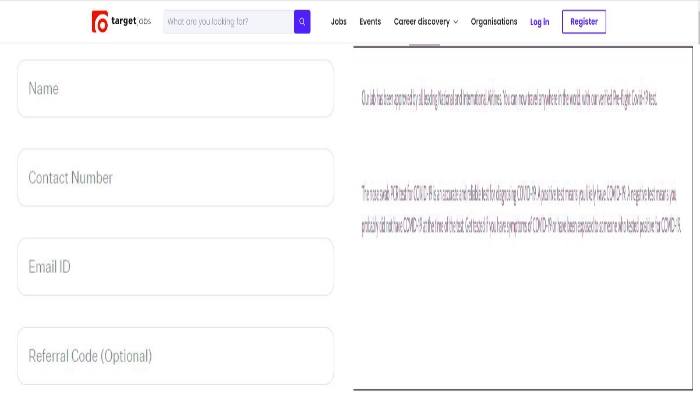 targetjobs What are you looking for? Jobs Events Career discovery Organisations Log in Register
Name
Contact Number
Email ID
Referral Code (Optional)
Our lab has been approved by all leading National and International Airlines. You can now travel anywhere in the world, with our verified Pre-flight Covid-19 test.
The nose swab PCR test for COVID-19 is an accurate and reliable test for diagnosing COVID-19. A positive test means you likely have COVID-19. A negative test means you
probably did not have COVID-19 at the time of the test. Get tested if you have symptoms of COVID-19 or have been exposed to someone who tested positive for COVID-19.